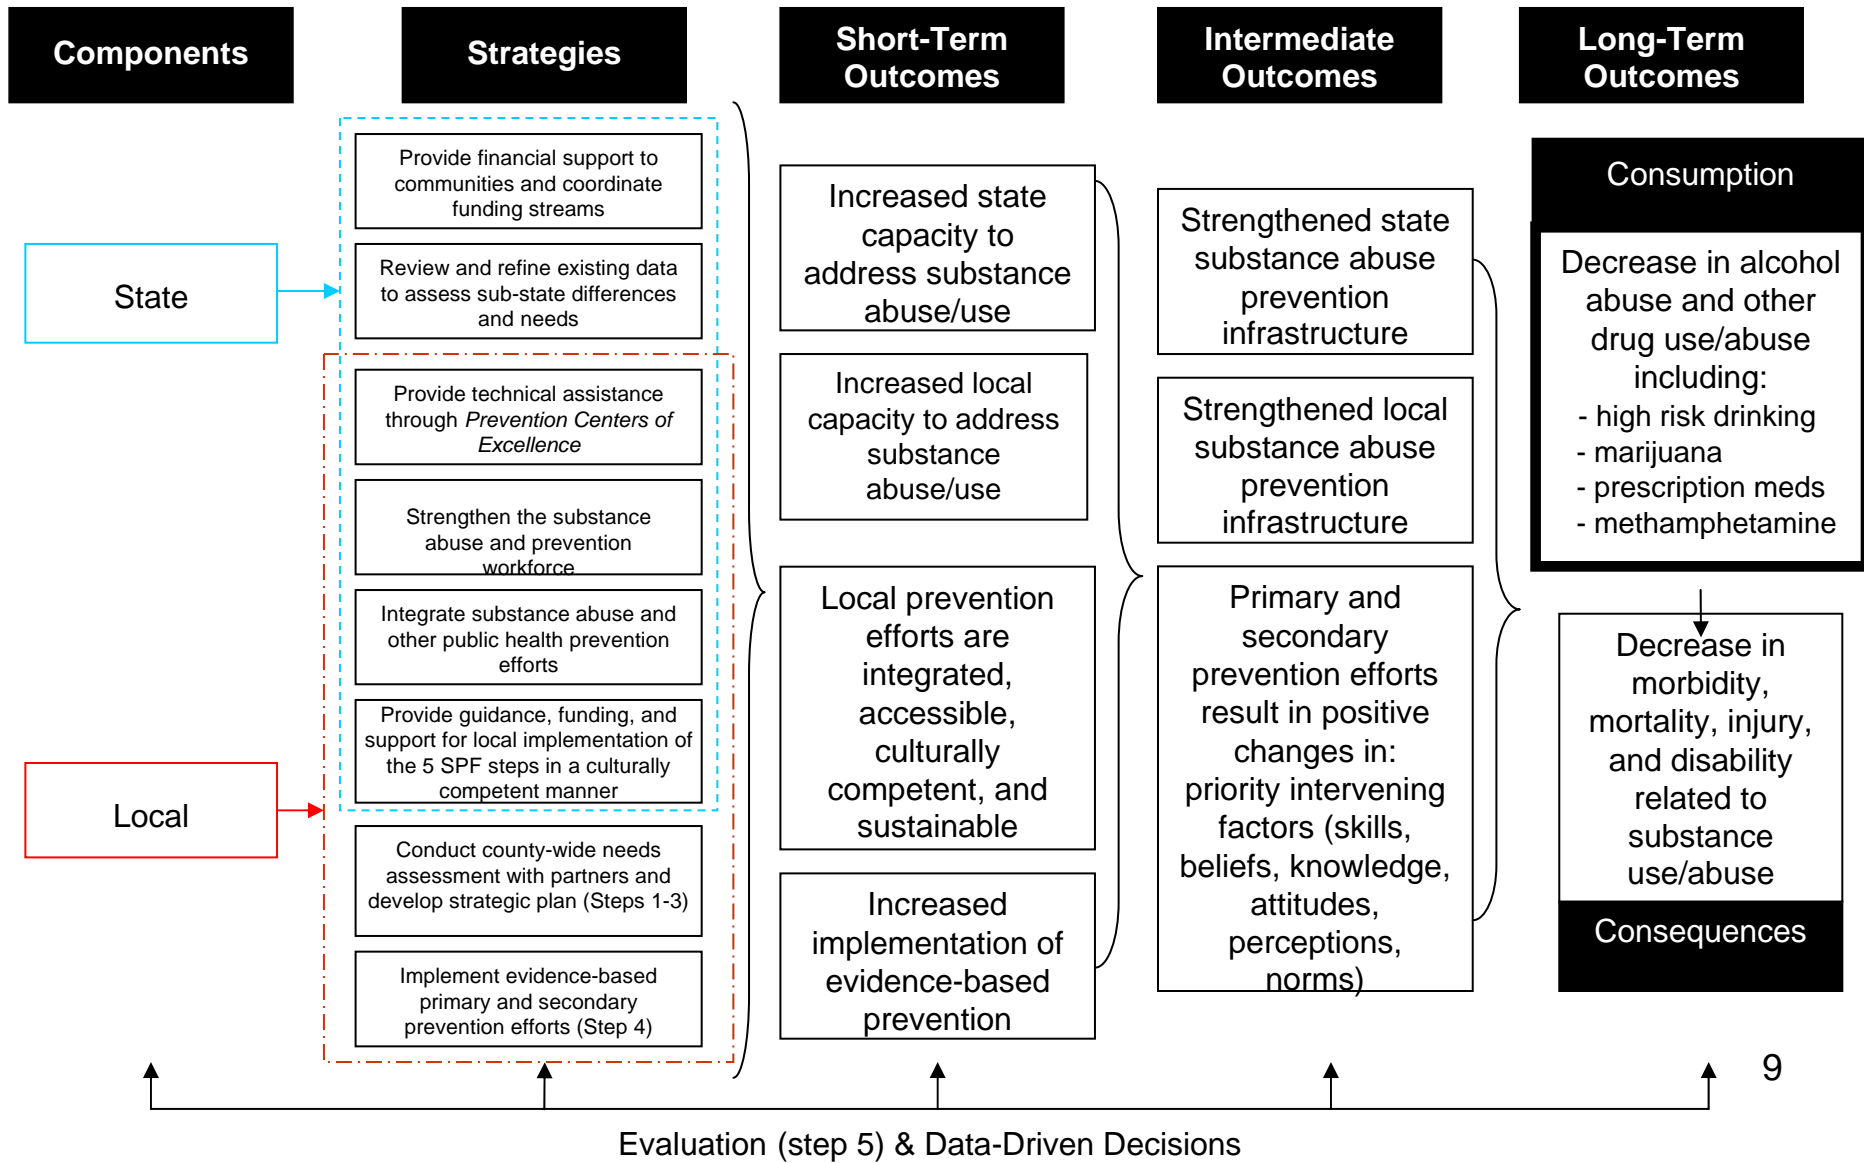 Components
Strategies
Short-Term
Outcomes
Intermediate
Outcomes
Long-Term
Outcomes
State
Local
Provide financial support to
communities and coordinate
funding streams
Review and refine existing data
to assess sub-state differences
and needs
Provide technical assistance
through Prevention Centers of
Excellence
Strengthen the substance
abuse and prevention
workforce
Integrate substance abuse and
other public health prevention
efforts
Provide guidance, funding, and
support for local implementation of
the 5 SPF steps in a culturally
competent manner
Conduct county-wide needs
assessment with partners and
develop strategic plan (Steps 1-3)
Implement evidence-based
primary and secondary
prevention efforts (Step 4)
Increased state
capacity to
address substance
abuse/use
Increased local
capacity to address
substance
abuse/use
Local prevention
efforts are
integrated,
accessible,
culturally
competent, and
sustainable
Increased
implementation of
evidence-based
prevention
Strengthened state
substance abuse
prevention
infrastructure
Strengthened local
substance abuse
prevention
infrastructure
Primary and
secondary
prevention efforts
result in positive
changes in:
priority intervening
factors (skills,
beliefs, knowledge,
attitudes,
perceptions,
norms)
Consumption
Decrease in alcohol
abuse and other
drug use/abuse
including:
- high risk drinking
- marijuana
- prescription meds
- methamphetamine
Decrease in
morbidity,
mortality, injury,
and disability
related to
substance
use/abuse
Consequences
9
Evaluation (step 5) & Data-Driven Decisions